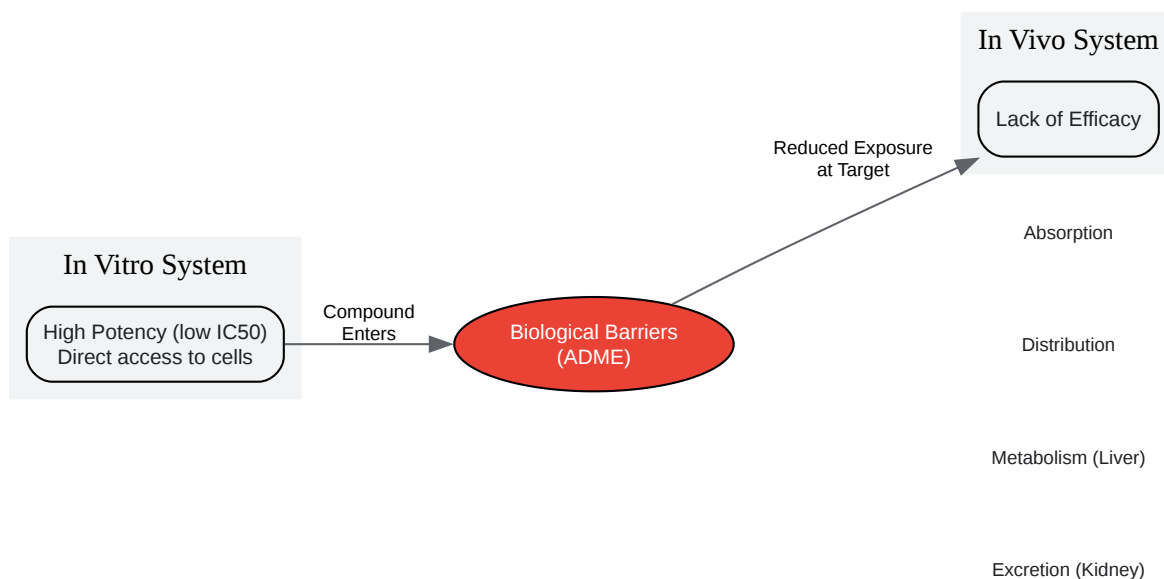 In Vivo System
Lack of Efficacy
Reduced Exposure
at Target
Absorption
In Vitro System
High Potency (low IC50)
Direct access to cells
Compound
Enters
Biological Barriers
(ADME)
Distribution
Metabolism (Liver)
Excretion (Kidney)